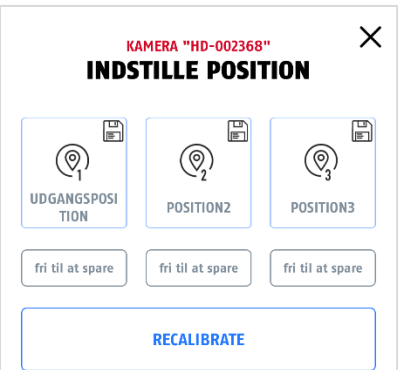 KAMERA "HD-002368"
INDSTILLE POSITION
1
2
3
UDGANGSPOSI
TION
POSITION2
POSITION3
fri til at spare
fri til at spare
fri til at spare
RECALIBRATE